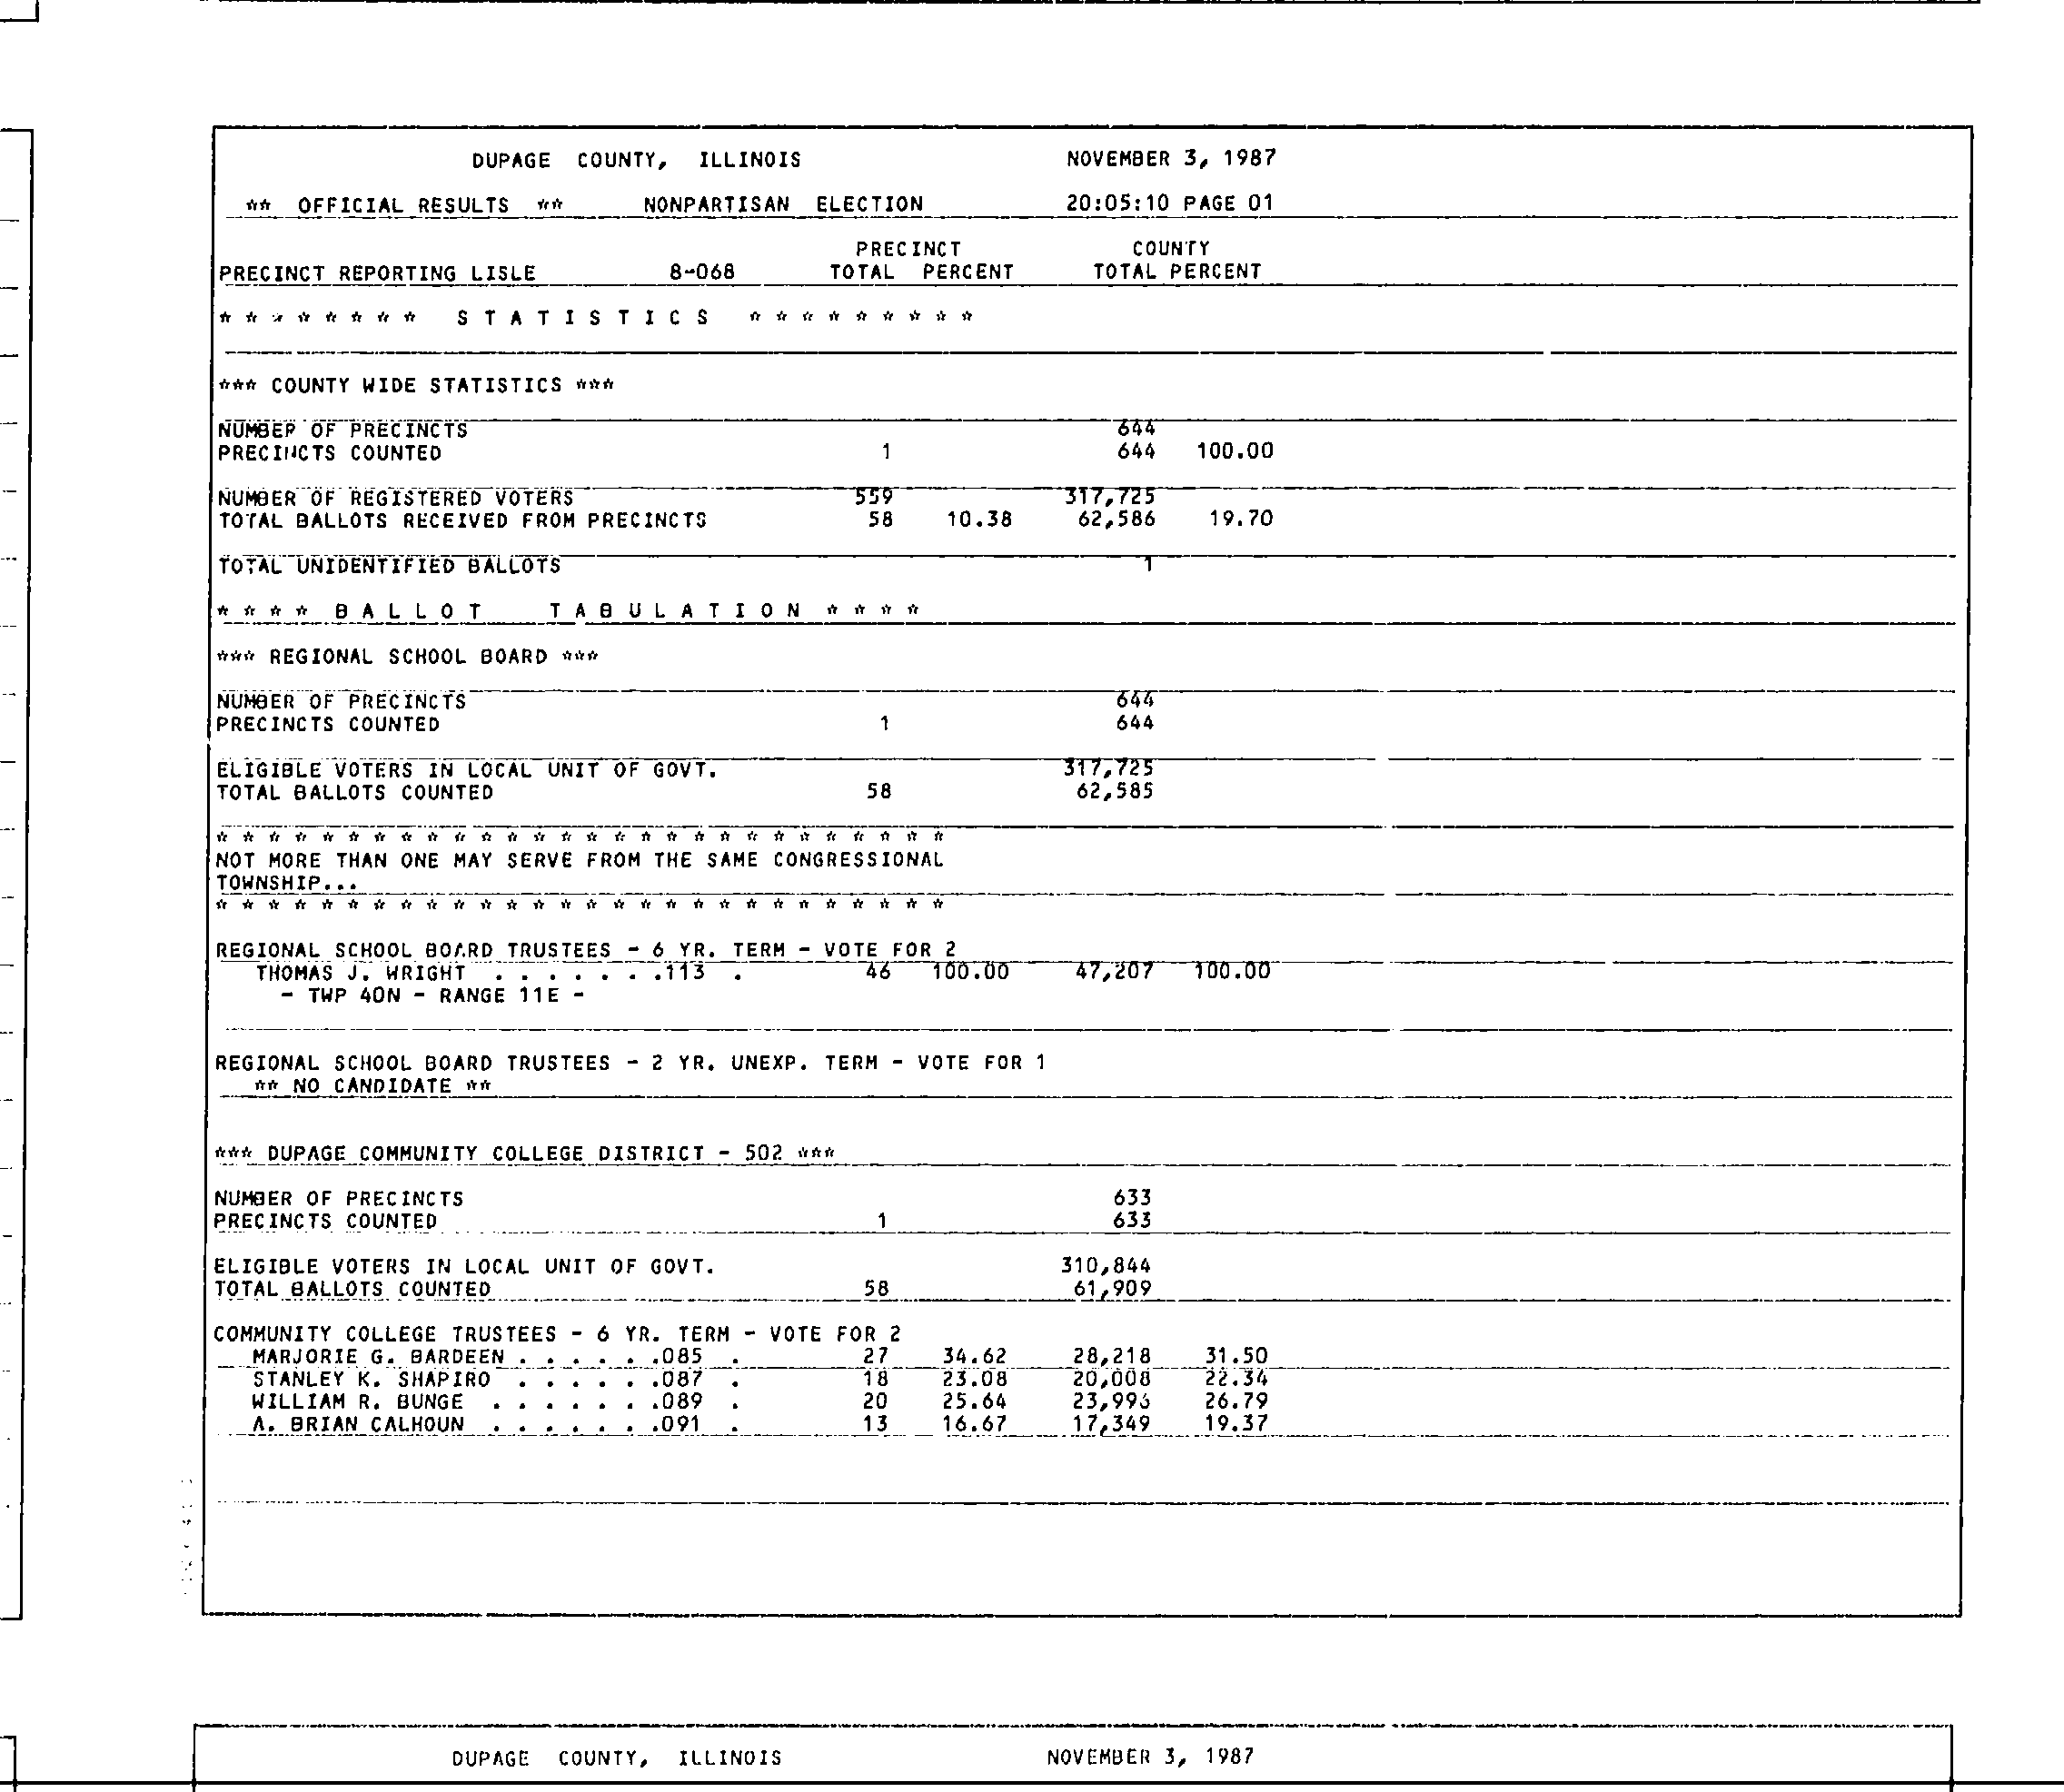 DUPAGE COUNTY, ILLINOIS NOVEMBER 3, 1987
** OFFICIAL RESULTS ** NONPARTISAN ELECTION 20:05:10 PAGE 01
PRECINCT COUNTY
PRECINCT REPORTING LISLE 8-068 TOTAL PERCENT TOTAL PERCENT
* * * * * * * * S T A T I S T I C S * * * * * * * * *
*** COUNTY WIDE STATISTICS ***
NUMBER OF PRECINCTS 644
PRECINCTS COUNTED 1 644 100.00
NUMBER OF REGISTERED VOTERS 559 317,725
TOTAL BALLOTS RECEIVED FROM PRECINCTS 58 10.38 62,586 19.70
TOTAL UNIDENTIFIED BALLOTS 1
* * * * B A L L O T T A B U L A T I O N * * * *
*** REGIONAL SCHOOL BOARD ***
NUMBER OF PRECINCTS 644
PRECINCTS COUNTED 1 644
ELIGIBLE VOTERS IN LOCAL UNIT OF GOVT. 317,725
TOTAL BALLOTS COUNTED 58 62,585
* * * * * * * * * * * * * * * * * * * * * * * * * * * *
NOT MORE THAN ONE MAY SERVE FROM THE SAME CONGRESSIONAL
TOWNSHIP...
* * * * * * * * * * * * * * * * * * * * * * * * * * * *
REGIONAL SCHOOL BOARD TRUSTEES - 6 YR. TERM - VOTE FOR 2
THOMAS J. WRIGHT . . . . . . .113 . 46 100.00 47,207 100.00
- TWP 40N - RANGE 11E -
REGIONAL SCHOOL BOARD TRUSTEES - 2 YR. UNEXP. TERM - VOTE FOR 1
** NO CANDIDATE **
*** DUPAGE COMMUNITY COLLEGE DISTRICT - 502 ***
NUMBER OF PRECINCTS 633
PRECINCTS COUNTED 1 633
ELIGIBLE VOTERS IN LOCAL UNIT OF GOVT. 310,844
TOTAL BALLOTS COUNTED 58 61,909
COMMUNITY COLLEGE TRUSTEES - 6 YR. TERM - VOTE FOR 2
MARJORIE G. BARDEEN . . . . . .085 . 27 34.62 28,218 31.50
STANLEY K. SHAPIRO . . . . . .087 . 18 23.08 20,008 22.34
WILLIAM R. BUNGE . . . . . . .089 . 20 25.64 26.79
A. BRIAN CALHOUN . . . . . . .091 . 13 16.67 17,349 19.37
DUPAGE COUNTY, ILLINOIS NOVEMBER 3, 1987